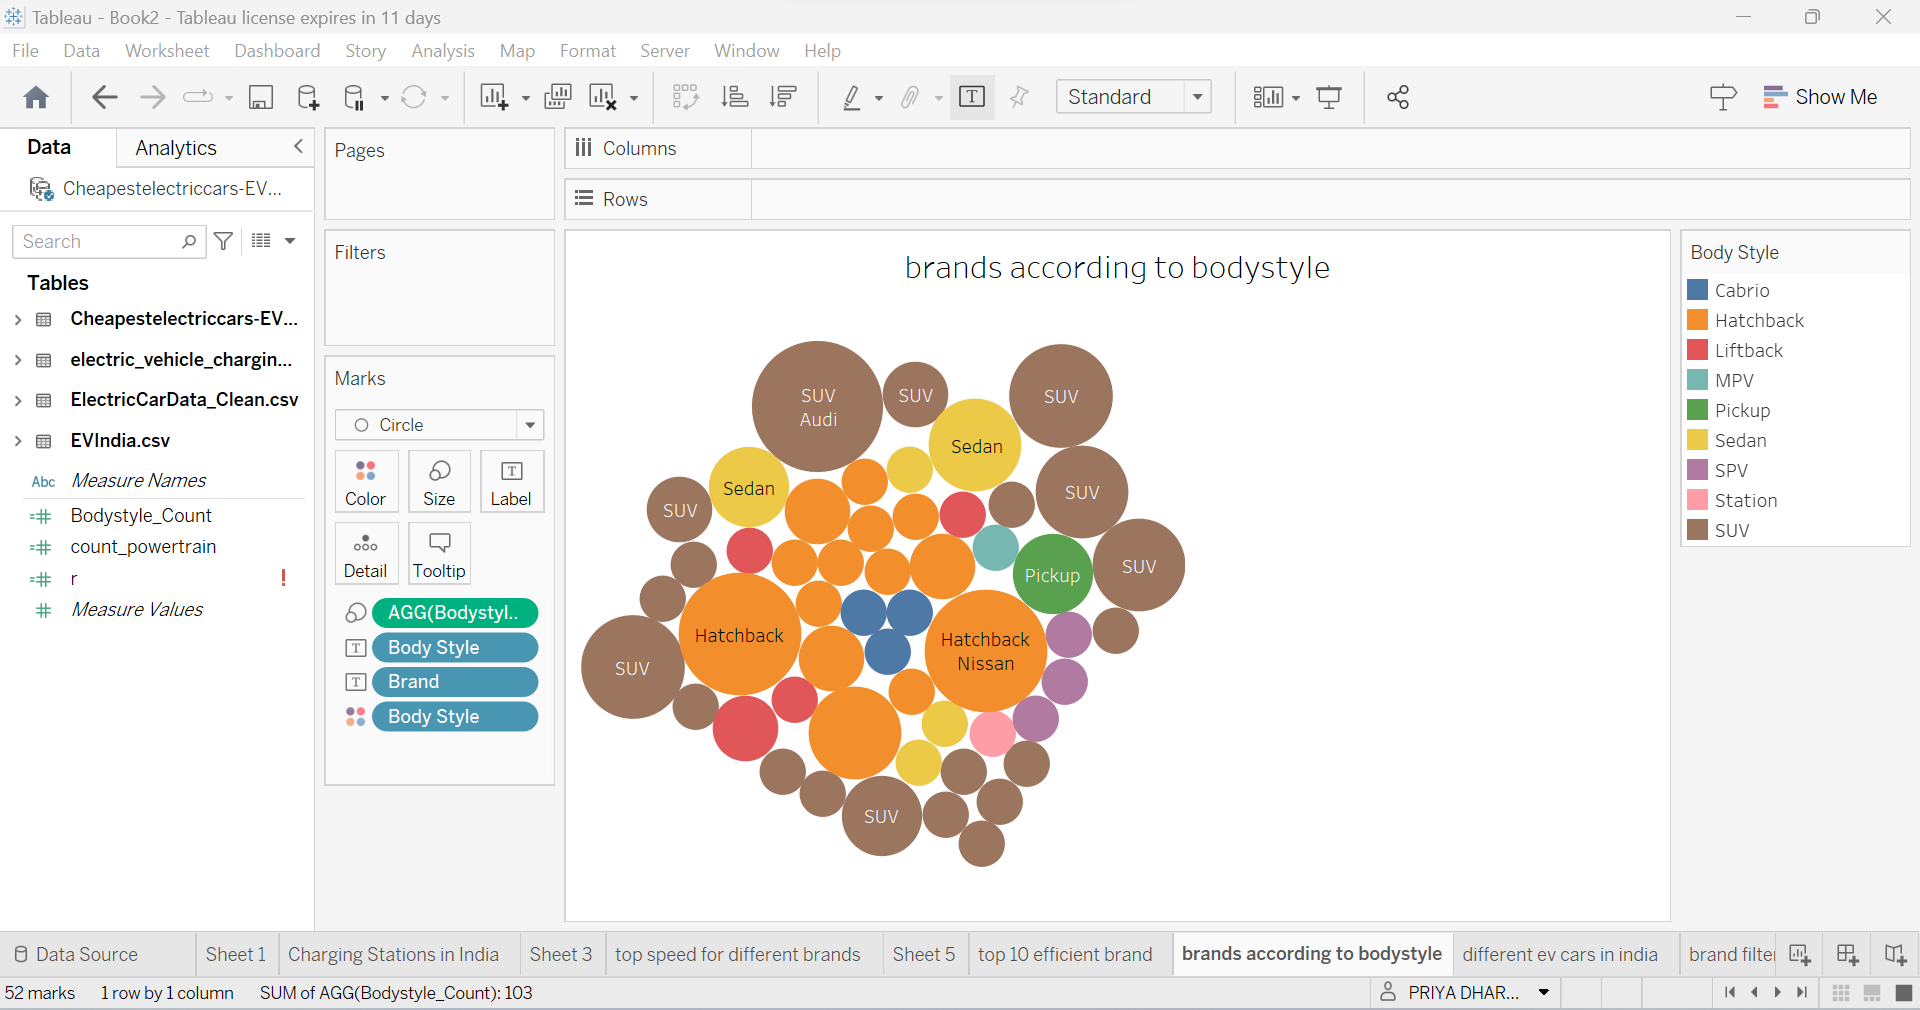 Tableau - Book2 - Tableau license expires in 11 days
File Data Worksheet Dashboard Story Analysis Map Format Server Window Help
Standard
Show Me
Data Analytics
Cheapestelectriccars-EV...
Search
Tables
Cheapestelectriccars-EV...
electric_vehicle_chargin...
ElectricCarData_Clean.csv
EVIndia.csv
Abc Measure Names
Bodystyle_Count
count_powertrain
r !
Measure Values
Pages
Filters
Marks
Circle
Color Size Label
Detail Tooltip
AGG(Bodystyl..
Body Style
Brand
Body Style
Columns
Rows
brands according to bodystyle
SUV
Audi
SUV
SUV
Sedan
Sedan
SUV
SUV
SUV
Pickup
Hatchback
Hatchback
Nissan
SUV
SUV
Body Style
Cabrio
Hatchback
Liftback
MPV
Pickup
Sedan
SPV
Station
SUV
Data Source Sheet 1 Charging Stations in India Sheet 3 top speed for different brands Sheet 5 top 10 efficient brand brands according to bodystyle different ev cars in india brand filter
52 marks 1 row by 1 column SUM of AGG(Bodystyle_Count): 103 PRIYA DHAR...